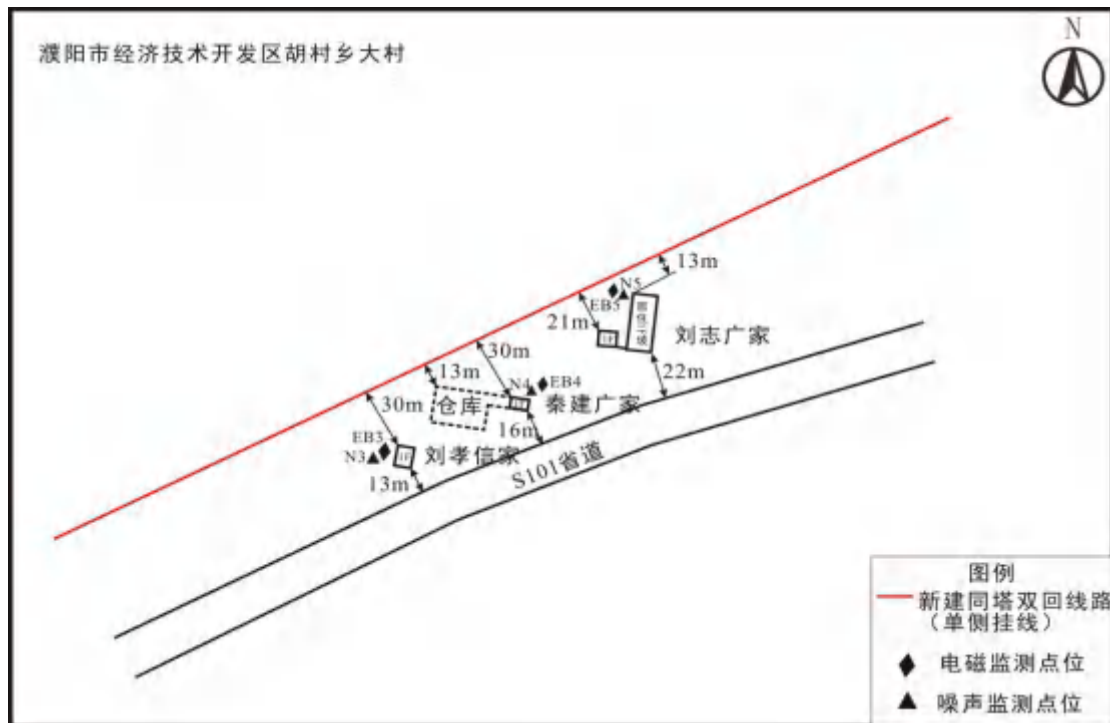 濮阳市经济技术开发区胡村乡大村
N
13m
N5
EB5
21m
刘志广家
30m
22m
13m
N4
EB4
仓库
秦建广家
30m
16m
EB3
N3
1F
刘孝信家
13m
S101省道
图例
新建同塔双回线路
(单侧挂线)
电磁监测点位
噪声监测点位